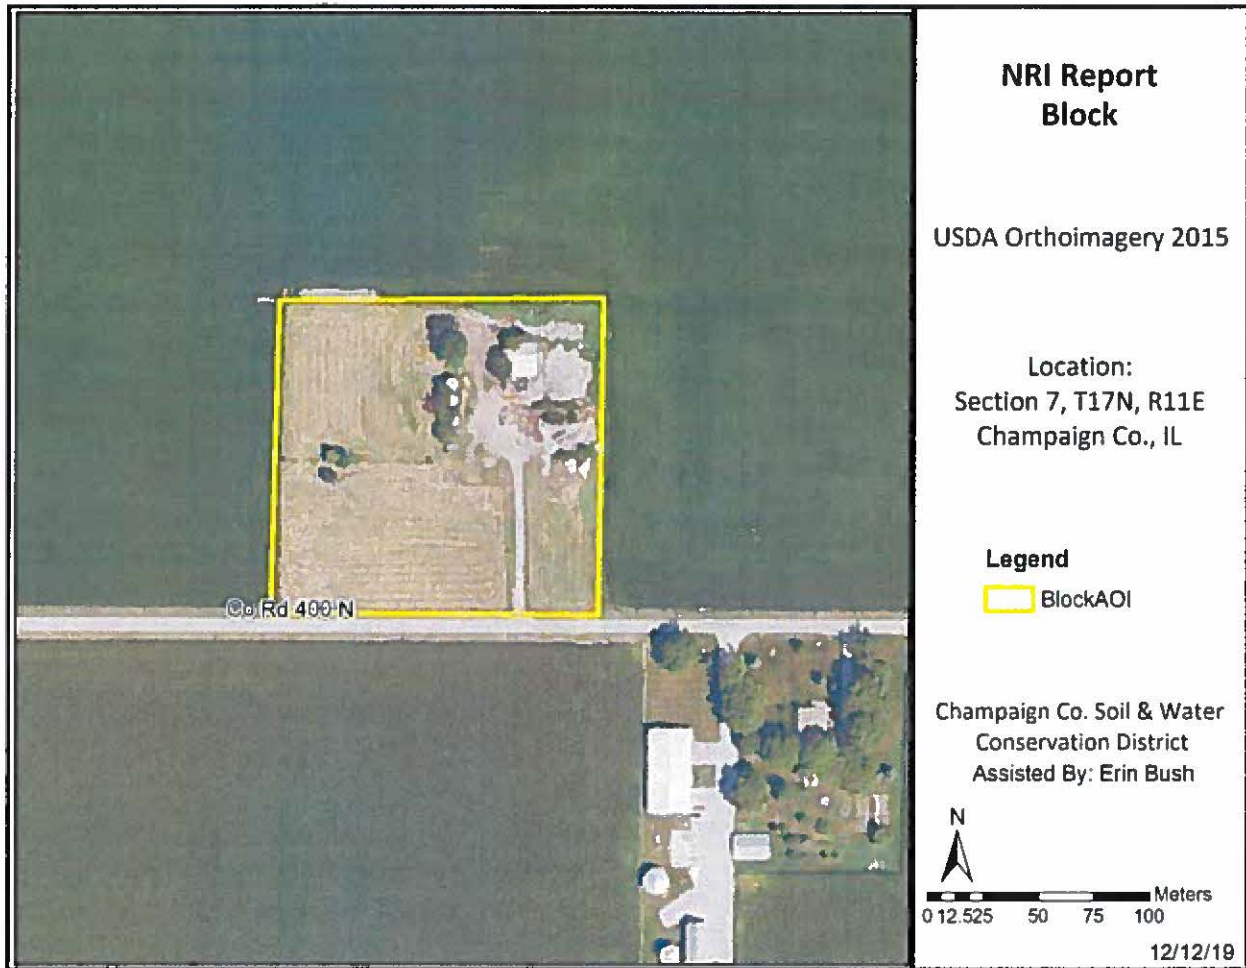 NRI Report
Block
USDA Orthoimagery 2015
Location:
Section 7, T17N, R11E
Champaign Co., IL
Legend
BlockAOI
Co Rd 400 N
Champaign Co. Soil & Water
Conservation District
Assisted By: Erin Bush
N
Meters
0 12.525 50 75 100
12/12/19